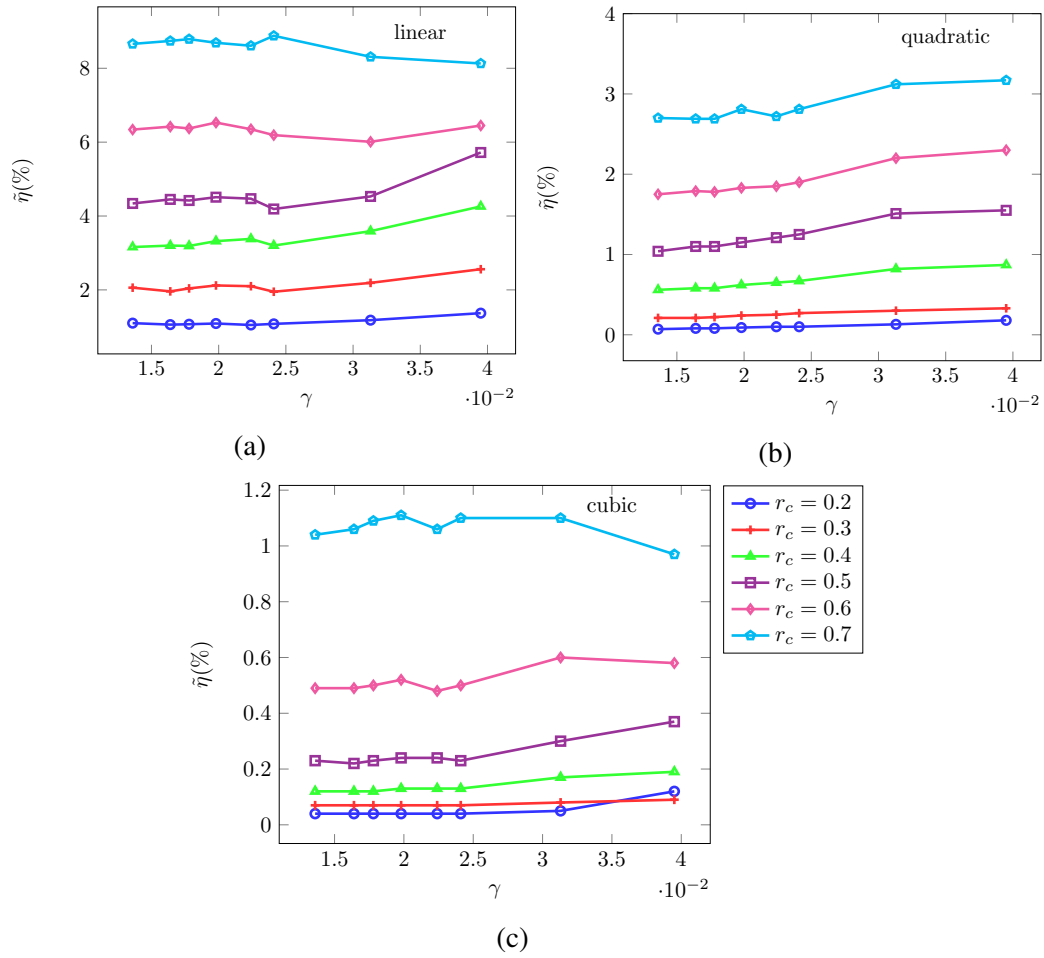 linear
8
6
4
2
η̃(%)
1.5 2 2.5 3 3.5 4
·10⁻²
γ
(a)
quadratic
4
3
2
1
0
η̃(%)
1.5 2 2.5 3 3.5 4
·10⁻²
γ
(b)
cubic
1.2
1
0.8
0.6
0.4
0.2
0
η̃(%)
1.5 2 2.5 3 3.5 4
·10⁻²
γ
(c)
r_c = 0.2
r_c = 0.3
r_c = 0.4
r_c = 0.5
r_c = 0.6
r_c = 0.7